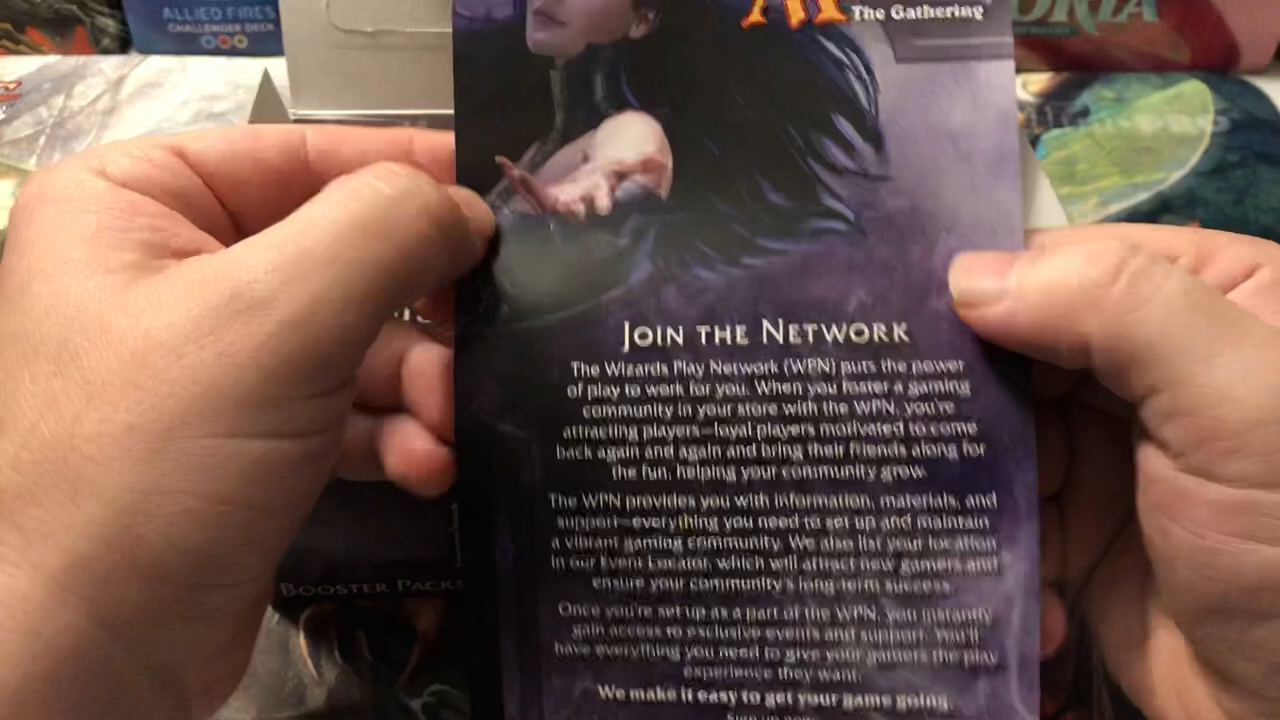 ALLIED FIRES
CHALLENGER DECK
The Gathering
JOIN THE NETWORK
The Wizards Play Network (WPN) puts the power
of play to work for you. When you foster a gaming
community in your store with the WPN, you're
attracting players—loyal players motivated to come
back again and again and bring their friends along for
the fun, helping your community grow.
The WPN provides you with information, materials, and
support—everything you need to set up and maintain
a vibrant gaming community. We also list your location
in our Event Locator, which will attract new gamers and
ensure your community's long-term success.
Once you're set up as a part of the WPN, you instantly
gain access to exclusive events and support. You'll
have everything you need to give your gamers the play
experience they want.
We make it easy to get your game going.
Sign up now
BOOSTER PACKS